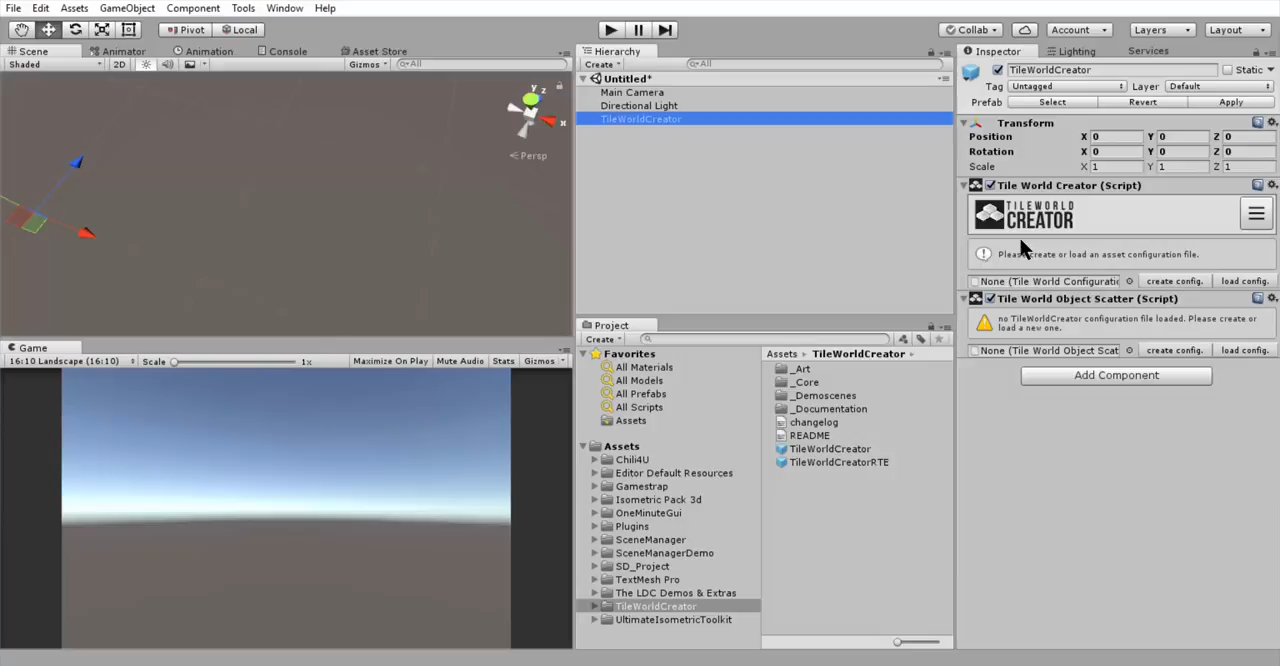 File Edit Assets GameObject Component Tools Window Help
Pivot Local Collab Account Layers Layout
Scene Animator Animation Console Asset Store
Shaded 2D Gizmos All
y z
x
Persp
Game
16:10 Landscape (16:10) Scale 1x Maximize On Play Mute Audio Stats Gizmos
Hierarchy
Create All
Untitled*
Main Camera
Directional Light
TileWorldCreator
Project
Create
Favorites
All Materials
All Models
All Prefabs
All Scripts
Assets
Assets
Chili4U
Editor Default Resources
Gamestrap
Isometric Pack 3d
OneMinuteGui
Plugins
SceneManager
SceneManagerDemo
SD_Project
TextMesh Pro
The LDC Demos & Extras
TileWorldCreator
UltimateIsometricToolkit
Assets TileWorldCreator
_Art
_Core
_Demoscenes
_Documentation
changelog
README
TileWorldCreator
TileWorldCreatorRTE
Inspector Lighting Services
TileWorldCreator Static
Tag Untagged Layer Default
Prefab Select Revert Apply
Transform
Position X 0 Y 0 Z 0
Rotation X 0 Y 0 Z 0
Scale X 1 Y 1 Z 1
Tile World Creator (Script)
TILEWORLD
CREATOR
Please create or load an asset configuration file.
None (Tile World Configuratic create config. load config.
Tile World Object Scatter (Script)
no TileWorldCreator configuration file loaded. Please create or
load a new one.
None (Tile World Object Scat create config. load config.
Add Component